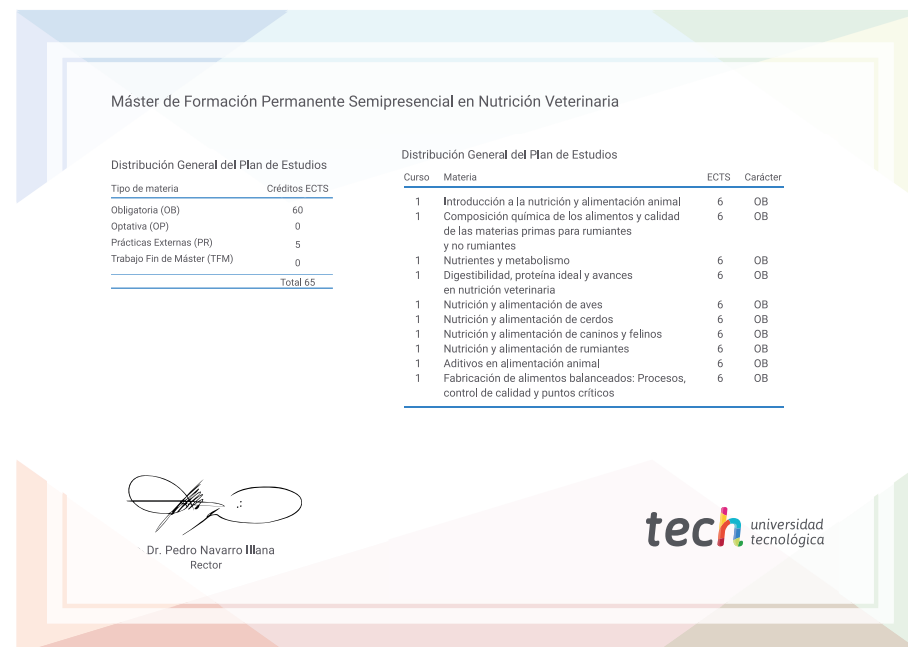 Máster de Formación Permanente Semipresencial en Nutrición Veterinaria
Distribución General del Plan de Estudios
Tipo de materia Créditos ECTS
Obligatoria (OB) 60
Optativa (OP) 0
Prácticas Externas (PR) 5
Trabajo Fin de Máster (TFM) 0
Total 65
Distribución General del Plan de Estudios
Curso Materia ECTS Carácter
1 Introducción a la nutrición y alimentación animal 6 OB
1 Composición química de los alimentos y calidad 6 OB
de las materias primas para rumiantes
y no rumiantes
1 Nutrientes y metabolismo 6 OB
1 Digestibilidad, proteína ideal y avances 6 OB
en nutrición veterinaria
1 Nutrición y alimentación de aves 6 OB
1 Nutrición y alimentación de cerdos 6 OB
1 Nutrición y alimentación de caninos y felinos 6 OB
1 Nutrición y alimentación de rumiantes 6 OB
1 Aditivos en alimentación animal 6 OB
1 Fabricación de alimentos balanceados: Procesos, 6 OB
control de calidad y puntos críticos
Dr. Pedro Navarro Illana
Rector
tech universidad
tecnológica